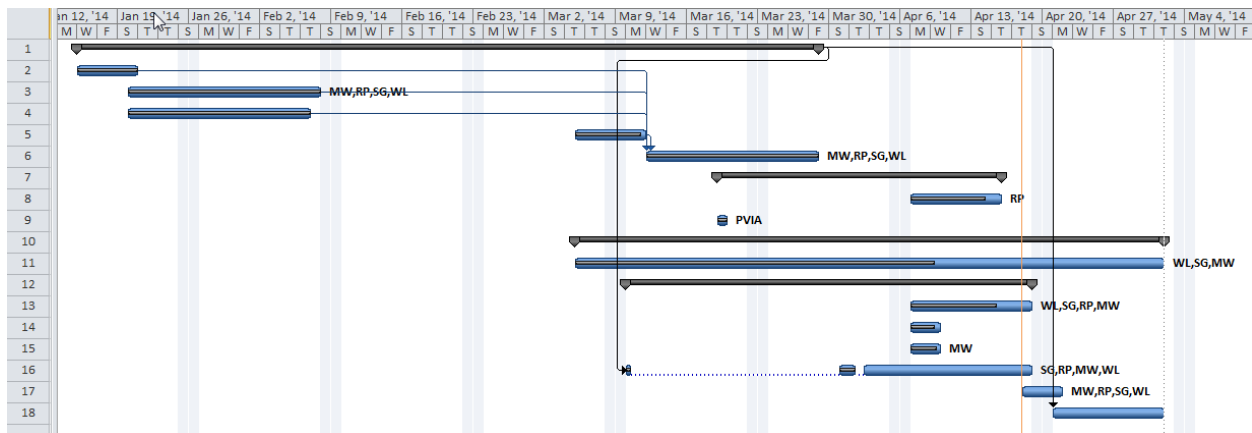 an 12, '14 Jan 19, '14 Jan 26, '14 Feb 2, '14 Feb 9, '14 Feb 16, '14 Feb 23, '14 Mar 2, '14 Mar 9, '14 Mar 16, '14 Mar 23, '14 Mar 30, '14 Apr 6, '14 Apr 13, '14 Apr 20, '14 Apr 27, '14 May 4, '14
M W F S T T S M W F S T T S M W F S T T S M W F S T T S M W F S T T S M W F S T T S M W F S T T S M W F S T T S M W F
1
2
3 MW,RP,SG,WL
4
5
6 MW,RP,SG,WL
7
8 RP
9 PVIA
10
11 WL,SG,MW
12
13 WL,SG,RP,MW
14
15 MW
16 SG,RP,MW,WL
17 MW,RP,SG,WL
18